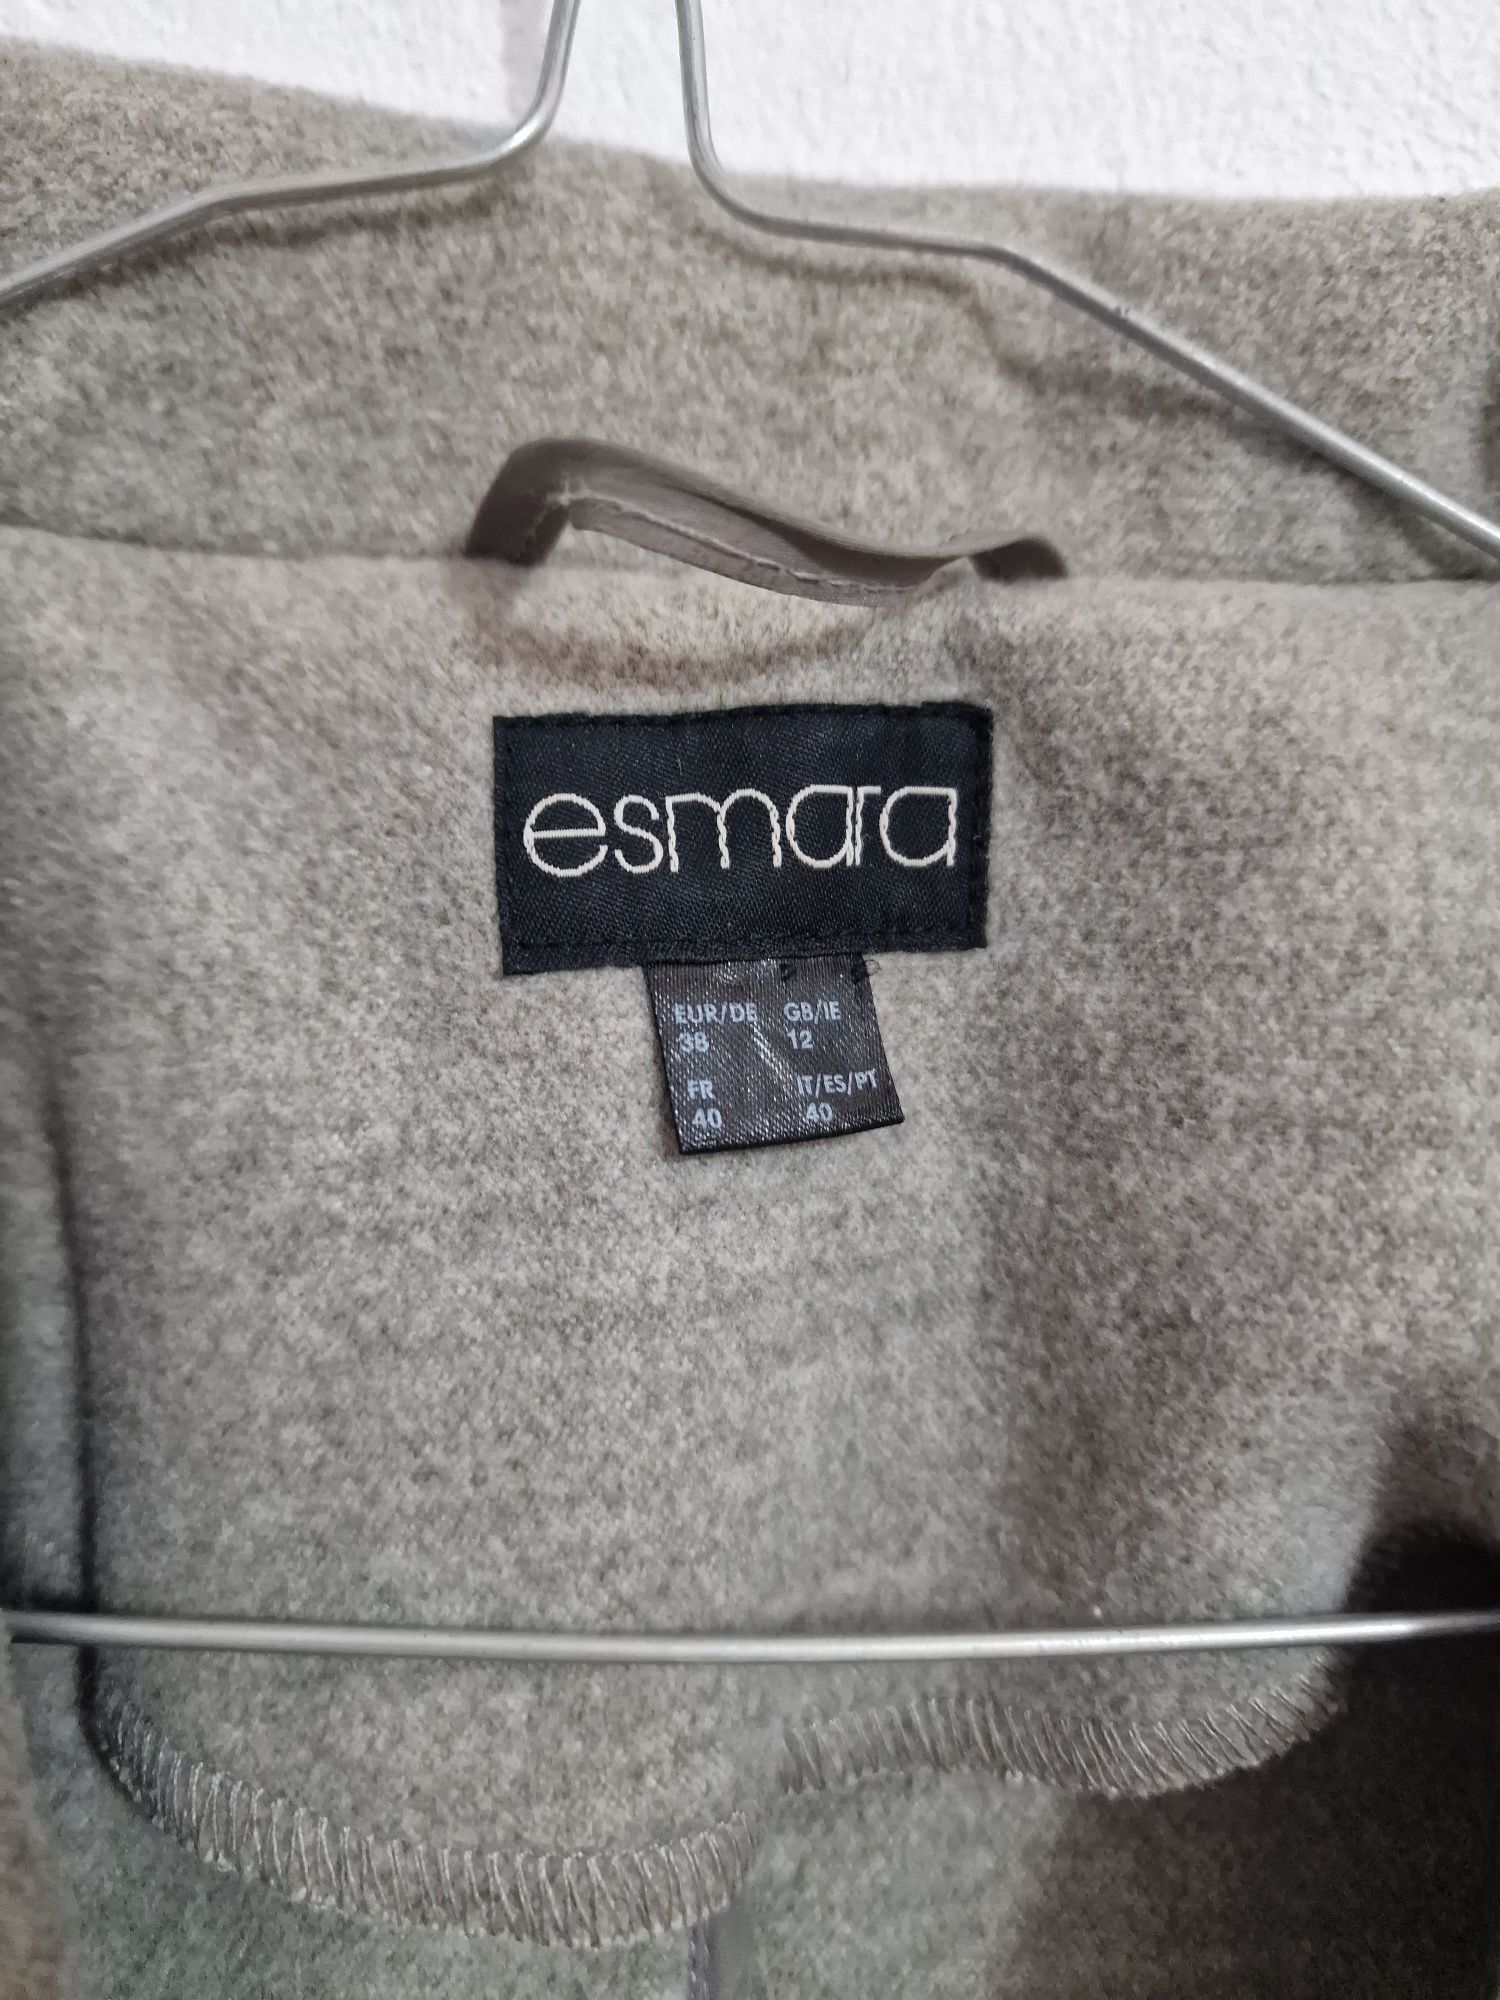 esmara
EUR/DE GB/IE
38 12
FR IT/ES/PT
40 40